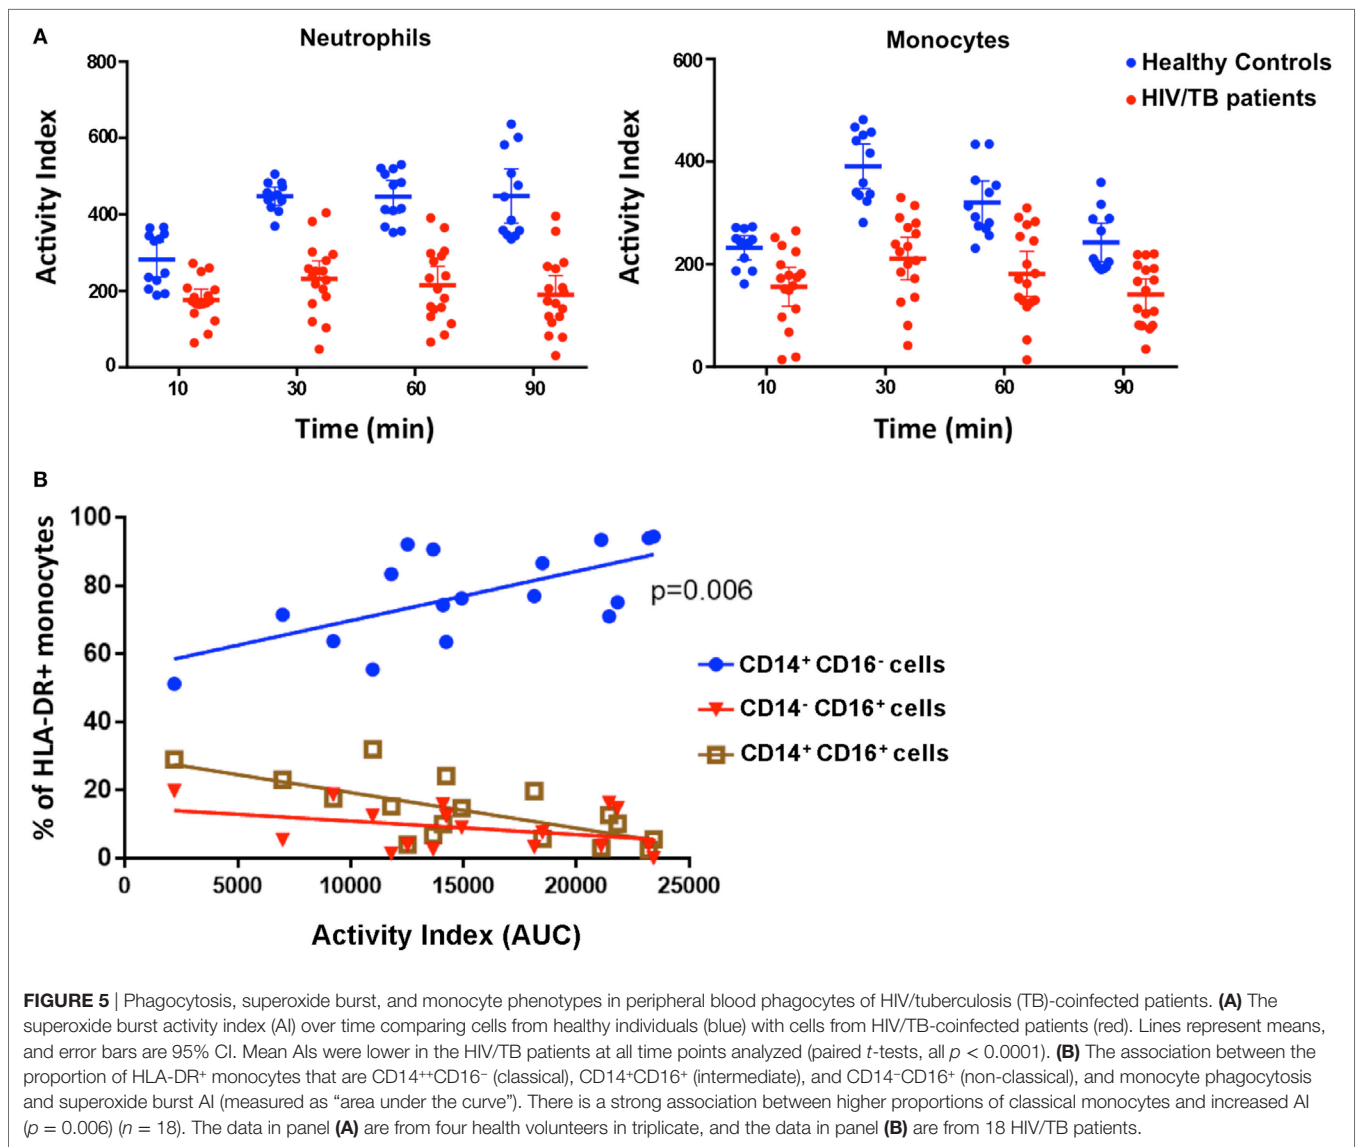 A
Neutrophils
800
600
400
200
0
Activity Index
10 30 60 90
Time (min)
Monocytes
600
400
200
0
Activity Index
10 30 60 90
Time (min)
Healthy Controls
HIV/TB patients
B
100
80
60
40
20
0
% of HLA-DR+ monocytes
0 5000 10000 15000 20000 25000
Activity Index (AUC)
p=0.006
CD14⁺ CD16⁻ cells
CD14⁻ CD16⁺ cells
CD14⁺ CD16⁺ cells
FIGURE 5 | Phagocytosis, superoxide burst, and monocyte phenotypes in peripheral blood phagocytes of HIV/tuberculosis (TB)-coinfected patients. (A) The
superoxide burst activity index (AI) over time comparing cells from healthy individuals (blue) with cells from HIV/TB-coinfected patients (red). Lines represent means,
and error bars are 95% CI. Mean AIs were lower in the HIV/TB patients at all time points analyzed (paired t-tests, all p < 0.0001). (B) The association between the
proportion of HLA-DR⁺ monocytes that are CD14⁺⁺CD16⁻ (classical), CD14⁺CD16⁺ (intermediate), and CD14⁻CD16⁺ (non-classical), and monocyte phagocytosis
and superoxide burst AI (measured as “area under the curve”). There is a strong association between higher proportions of classical monocytes and increased AI
(p = 0.006) (n = 18). The data in panel (A) are from four health volunteers in triplicate, and the data in panel (B) are from 18 HIV/TB patients.